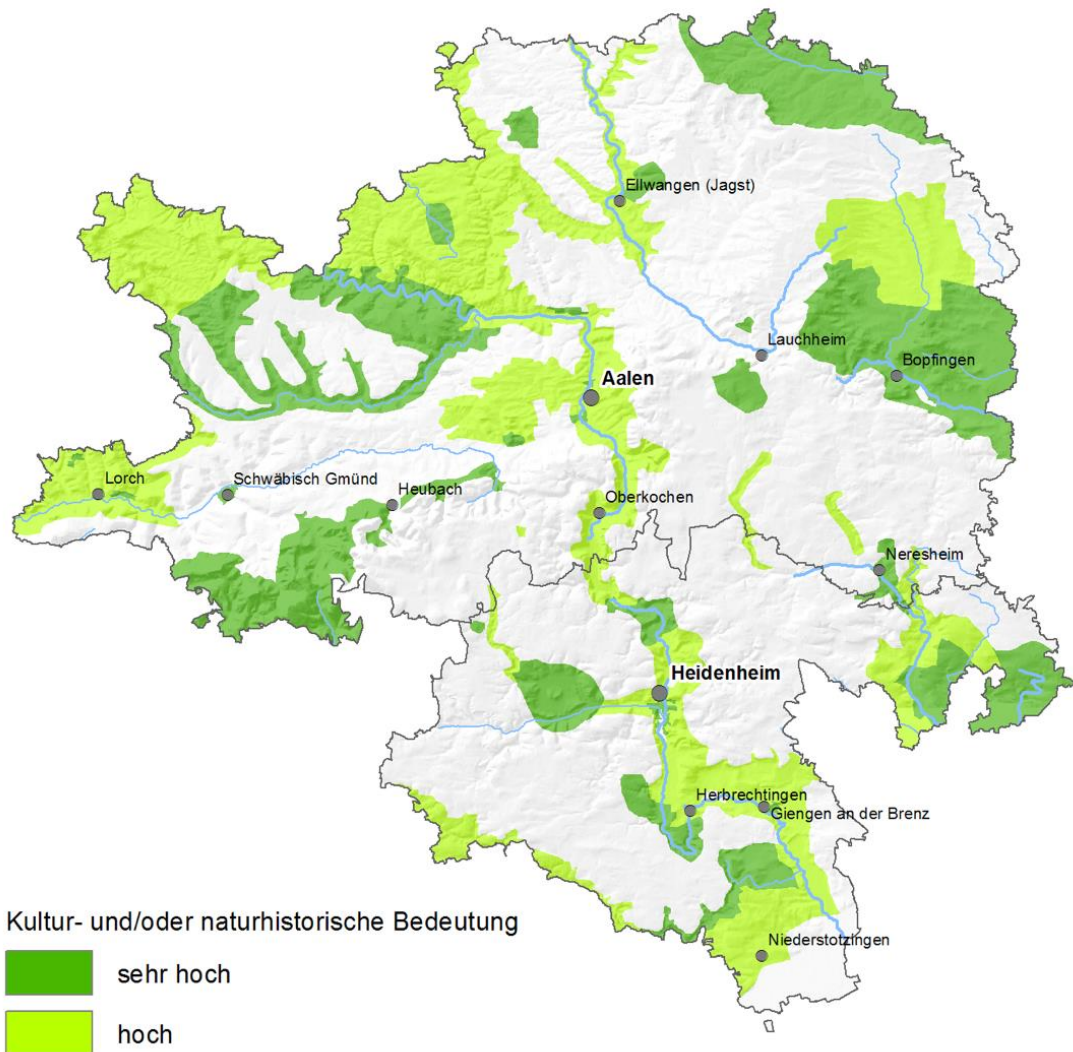 Ellwangen (Jagst)
Lauchheim
Bopfingen
Aalen
Lorch
Schwäbisch Gmünd
Heubach
Oberkochen
Neresheim
Heidenheim
Herbrechtingen
Giengen an der Brenz
Niederstotzingen
Kultur- und/oder naturhistorische Bedeutung
sehr hoch
hoch